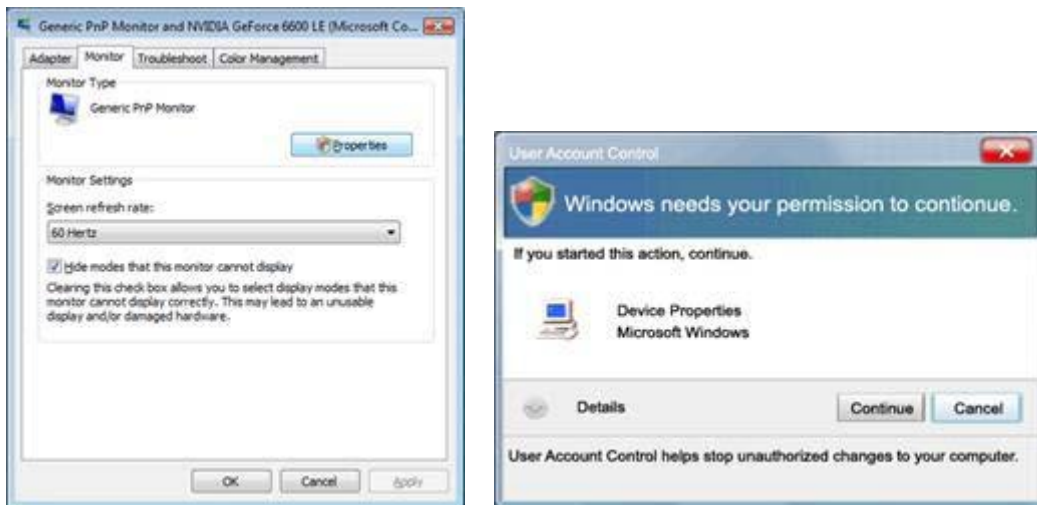 Generic PnP Monitor and NVIDIA GeForce 6600 LE (Microsoft Co...
Adapter Monitor Troubleshoot Color Management
Monitor Type
Generic PnP Monitor
Properties
Monitor Settings
Screen refresh rate:
60 Hertz
Hide modes that this monitor cannot display
Clearing this check box allows you to select display modes that this
monitor cannot display correctly. This may lead to an unusable
display and/or damaged hardware.
OK Cancel Apply
User Account Control
Windows needs your permission to contionue.
If you started this action, continue.
Device Properties
Microsoft Windows
Details Continue Cancel
User Account Control helps stop unauthorized changes to your computer.